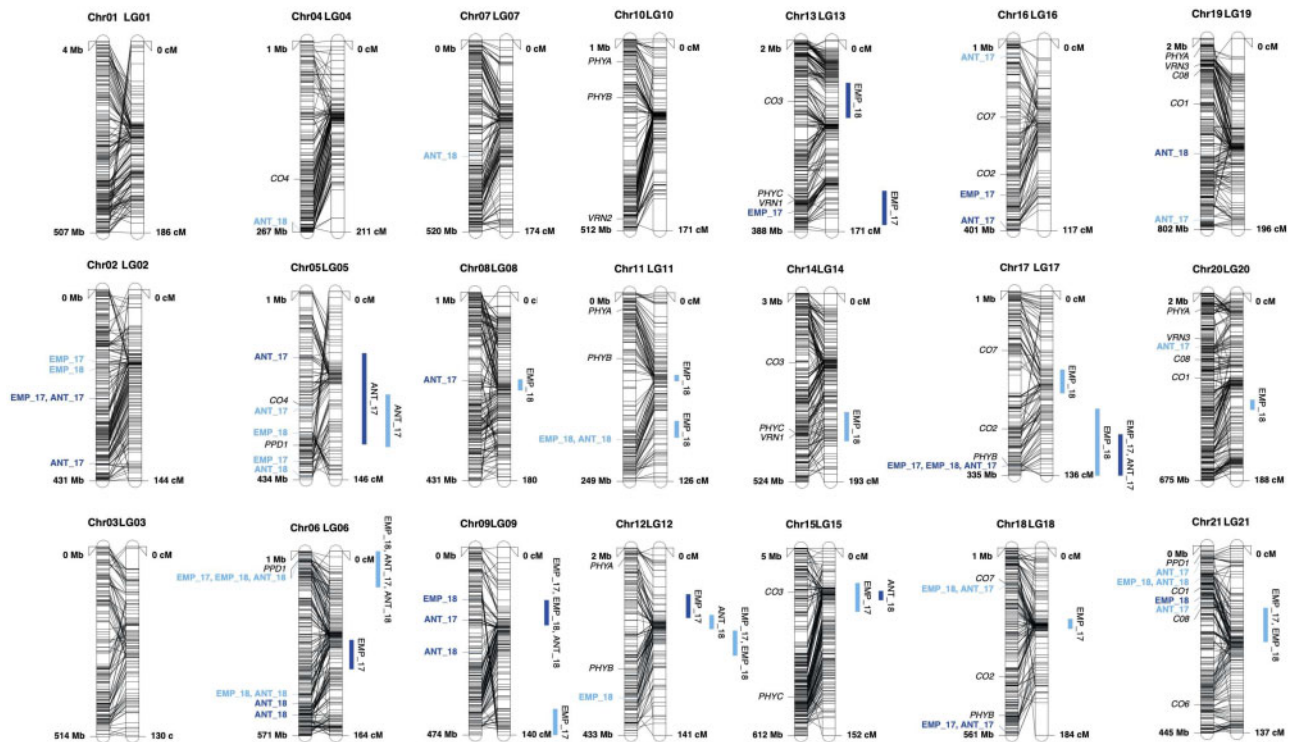 Chr01 LG01
4 Mb
0 cM
507 Mb
186 cM
Chr04 LG04
1 Mb
0 cM
CO4
ANT_18
267 Mb
211 cM
Chr07 LG07
0 Mb
0 cM
ANT_18
520 Mb
174 cM
Chr10 LG10
1 Mb
0 cM
PHYA
PHYB
VRN2
512 Mb
171 cM
Chr13 LG13
2 Mb
0 cM
CO3
EMP_18
PHYC
VRN1
EMP_17
EMP_17
388 Mb
171 cM
Chr16 LG16
1 Mb
0 cM
ANT_17
CO7
CO2
EMP_17
ANT_17
401 Mb
117 cM
Chr19 LG19
2 Mb
0 cM
PHYA
VRN3
C08
CO1
ANT_18
ANT_17
802 Mb
196 cM
Chr02 LG02
0 Mb
0 cM
EMP_17
EMP_18
EMP_17, ANT_17
ANT_17
431 Mb
144 cM
Chr05 LG05
1 Mb
0 cM
ANT_17
CO4
ANT_17
EMP_18
PPD1
EMP_17
ANT_18
ANT_17
ANT_17
434 Mb
146 cM
Chr08 LG08
1 Mb
0 c
ANT_17
EMP_18
431 Mb
180
Chr11 LG11
0 Mb
0 cM
PHYA
PHYB
EMP_18
EMP_18, ANT_18
EMP_18
249 Mb
126 cM
Chr14 LG14
3 Mb
0 cM
CO3
PHYC
VRN1
EMP_18
524 Mb
193 cM
Chr17 LG17
1 Mb
0 cM
CO7
EMP_18
CO2
PHYB
EMP_17, EMP_18, ANT_17
EMP_18
EMP_17, ANT_17
335 Mb
136 cM
Chr20 LG20
2 Mb
0 cM
PHYA
VRN3
ANT_17
C08
CO1
EMP_18
675 Mb
188 cM
Chr03 LG03
0 Mb
0 cM
514 Mb
130 c
Chr06 LG06
1 Mb
0 cM
PPD1
EMP_17, EMP_18, ANT_18
EMP_18, ANT_17, ANT_18
EMP_17
EMP_18, ANT_18
ANT_18
ANT_18
571 Mb
164 cM
Chr09 LG09
0 Mb
0 cM
EMP_18
ANT_17
ANT_18
EMP_17, EMP_18, ANT_18
EMP_17
474 Mb
140 cM
Chr12 LG12
2 Mb
0 cM
PHYA
PHYB
EMP_18
EMP_17
ANT_18
EMP_17, EMP_18
433 Mb
141 cM
Chr15 LG15
5 Mb
0 cM
CO3
PHYC
EMP_17
ANT_18
612 Mb
152 cM
Chr18 LG18
1 Mb
0 cM
CO7
EMP_18, ANT_17
EMP_17
CO2
PHYB
EMP_17, ANT_17
561 Mb
184 cM
Chr21 LG21
0 Mb
0 cM
PPD1
ANT_17
EMP_18, ANT_18
CO1
EMP_18
ANT_17
C08
EMP_17, EMP_18
CO6
445 Mb
137 cM